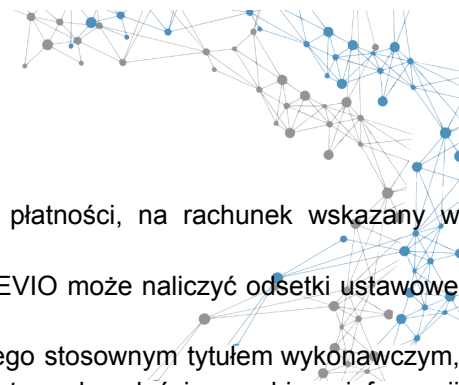 płatności, na rachunek wskazany w
EVIO może naliczyć odsetki ustawowe
ego stosownym tytułem wykonawczym,